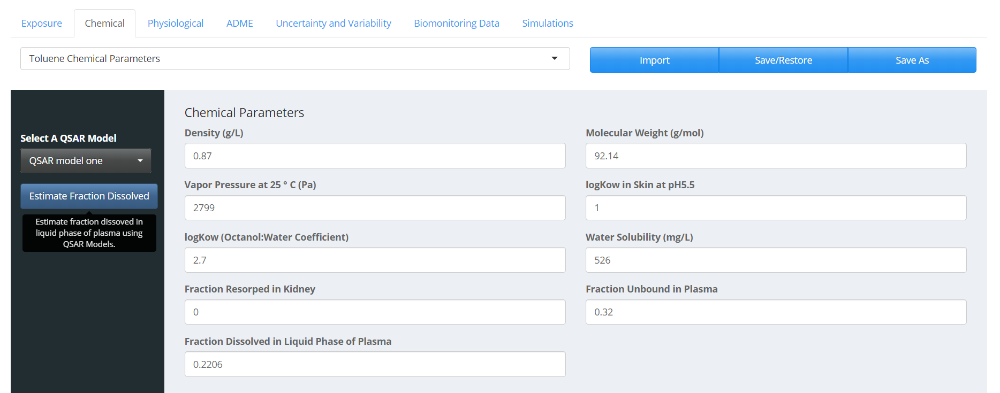 Exposure
Chemical
Physiological
ADME
Uncertainty and Variability
Biomonitoring Data
Simulations
Toluene Chemical Parameters
Import
Save/Restore
Save As
Select A QSAR Model
QSAR model one
Estimate Fraction Dissolved
Estimate fraction dissoved in
liquid phase of plasma using
QSAR Models.
Chemical Parameters
Density (g/L)
0.87
Molecular Weight (g/mol)
92.14
Vapor Pressure at 25 ° C (Pa)
2799
logKow in Skin at pH5.5
1
logKow (Octanol:Water Coefficient)
2.7
Water Solubility (mg/L)
526
Fraction Resorped in Kidney
0
Fraction Unbound in Plasma
0.32
Fraction Dissolved in Liquid Phase of Plasma
0.2206